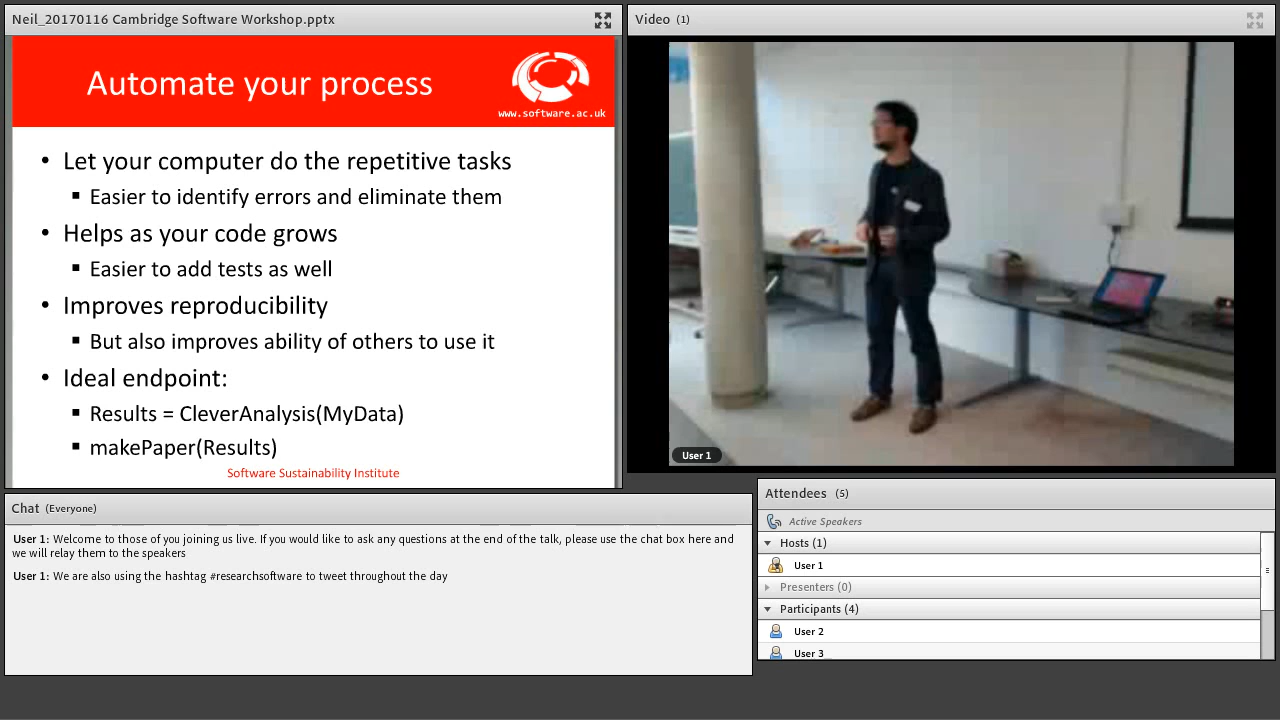 Neil_20170116 Cambridge Software Workshop.pptx
Automate your process
www.software.ac.uk
• Let your computer do the repetitive tasks
▪ Easier to identify errors and eliminate them
• Helps as your code grows
▪ Easier to add tests as well
• Improves reproducibility
▪ But also improves ability of others to use it
• Ideal endpoint:
▪ Results = CleverAnalysis(MyData)
▪ makePaper(Results)
Software Sustainability Institute
Video (1)
User 1
Chat (Everyone)
User 1: Welcome to those of you joining us live. If you would like to ask any questions at the end of the talk, please use the chat box here and
we will relay them to the speakers
User 1: We are also using the hashtag #researchsoftware to tweet throughout the day
Attendees (5)
Active Speakers
Hosts (1)
User 1
Presenters (0)
Participants (4)
User 2
User 3